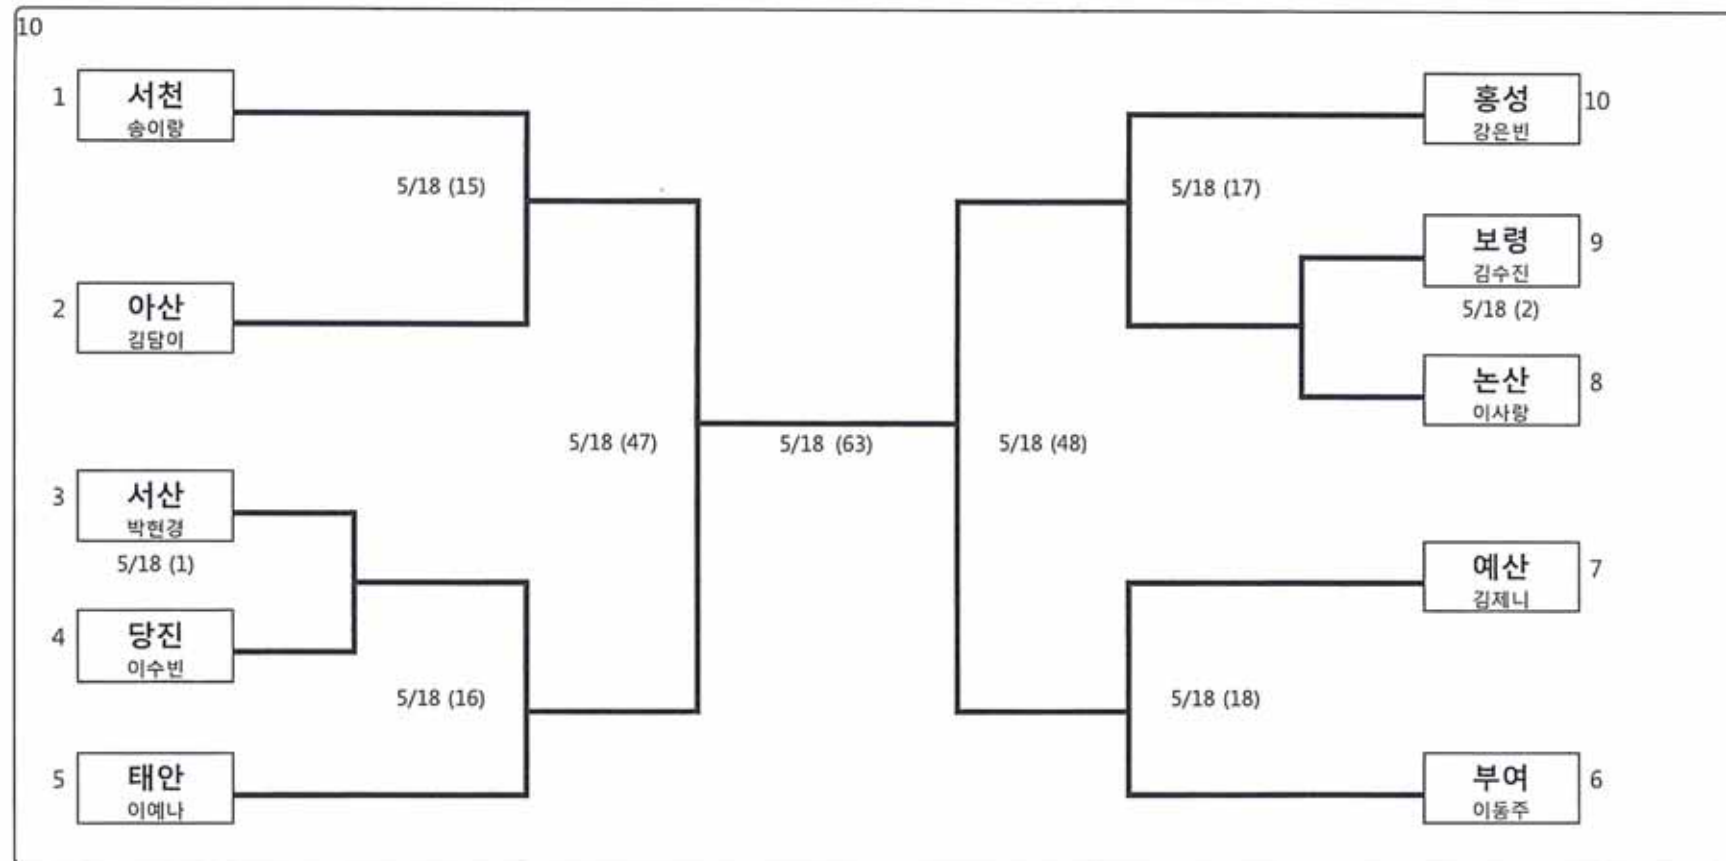 10
1
서천
송이랑
5/18 (15)
2
아산
김담이
5/18 (47)
3
서산
박현경
5/18 (1)
4
당진
이수빈
5/18 (16)
5
태안
이예나
5/18 (63)
홍성
강은빈
10
5/18 (17)
보령
김수진
9
5/18 (2)
논산
이사랑
8
5/18 (48)
예산
김제니
7
5/18 (18)
부여
이동주
6